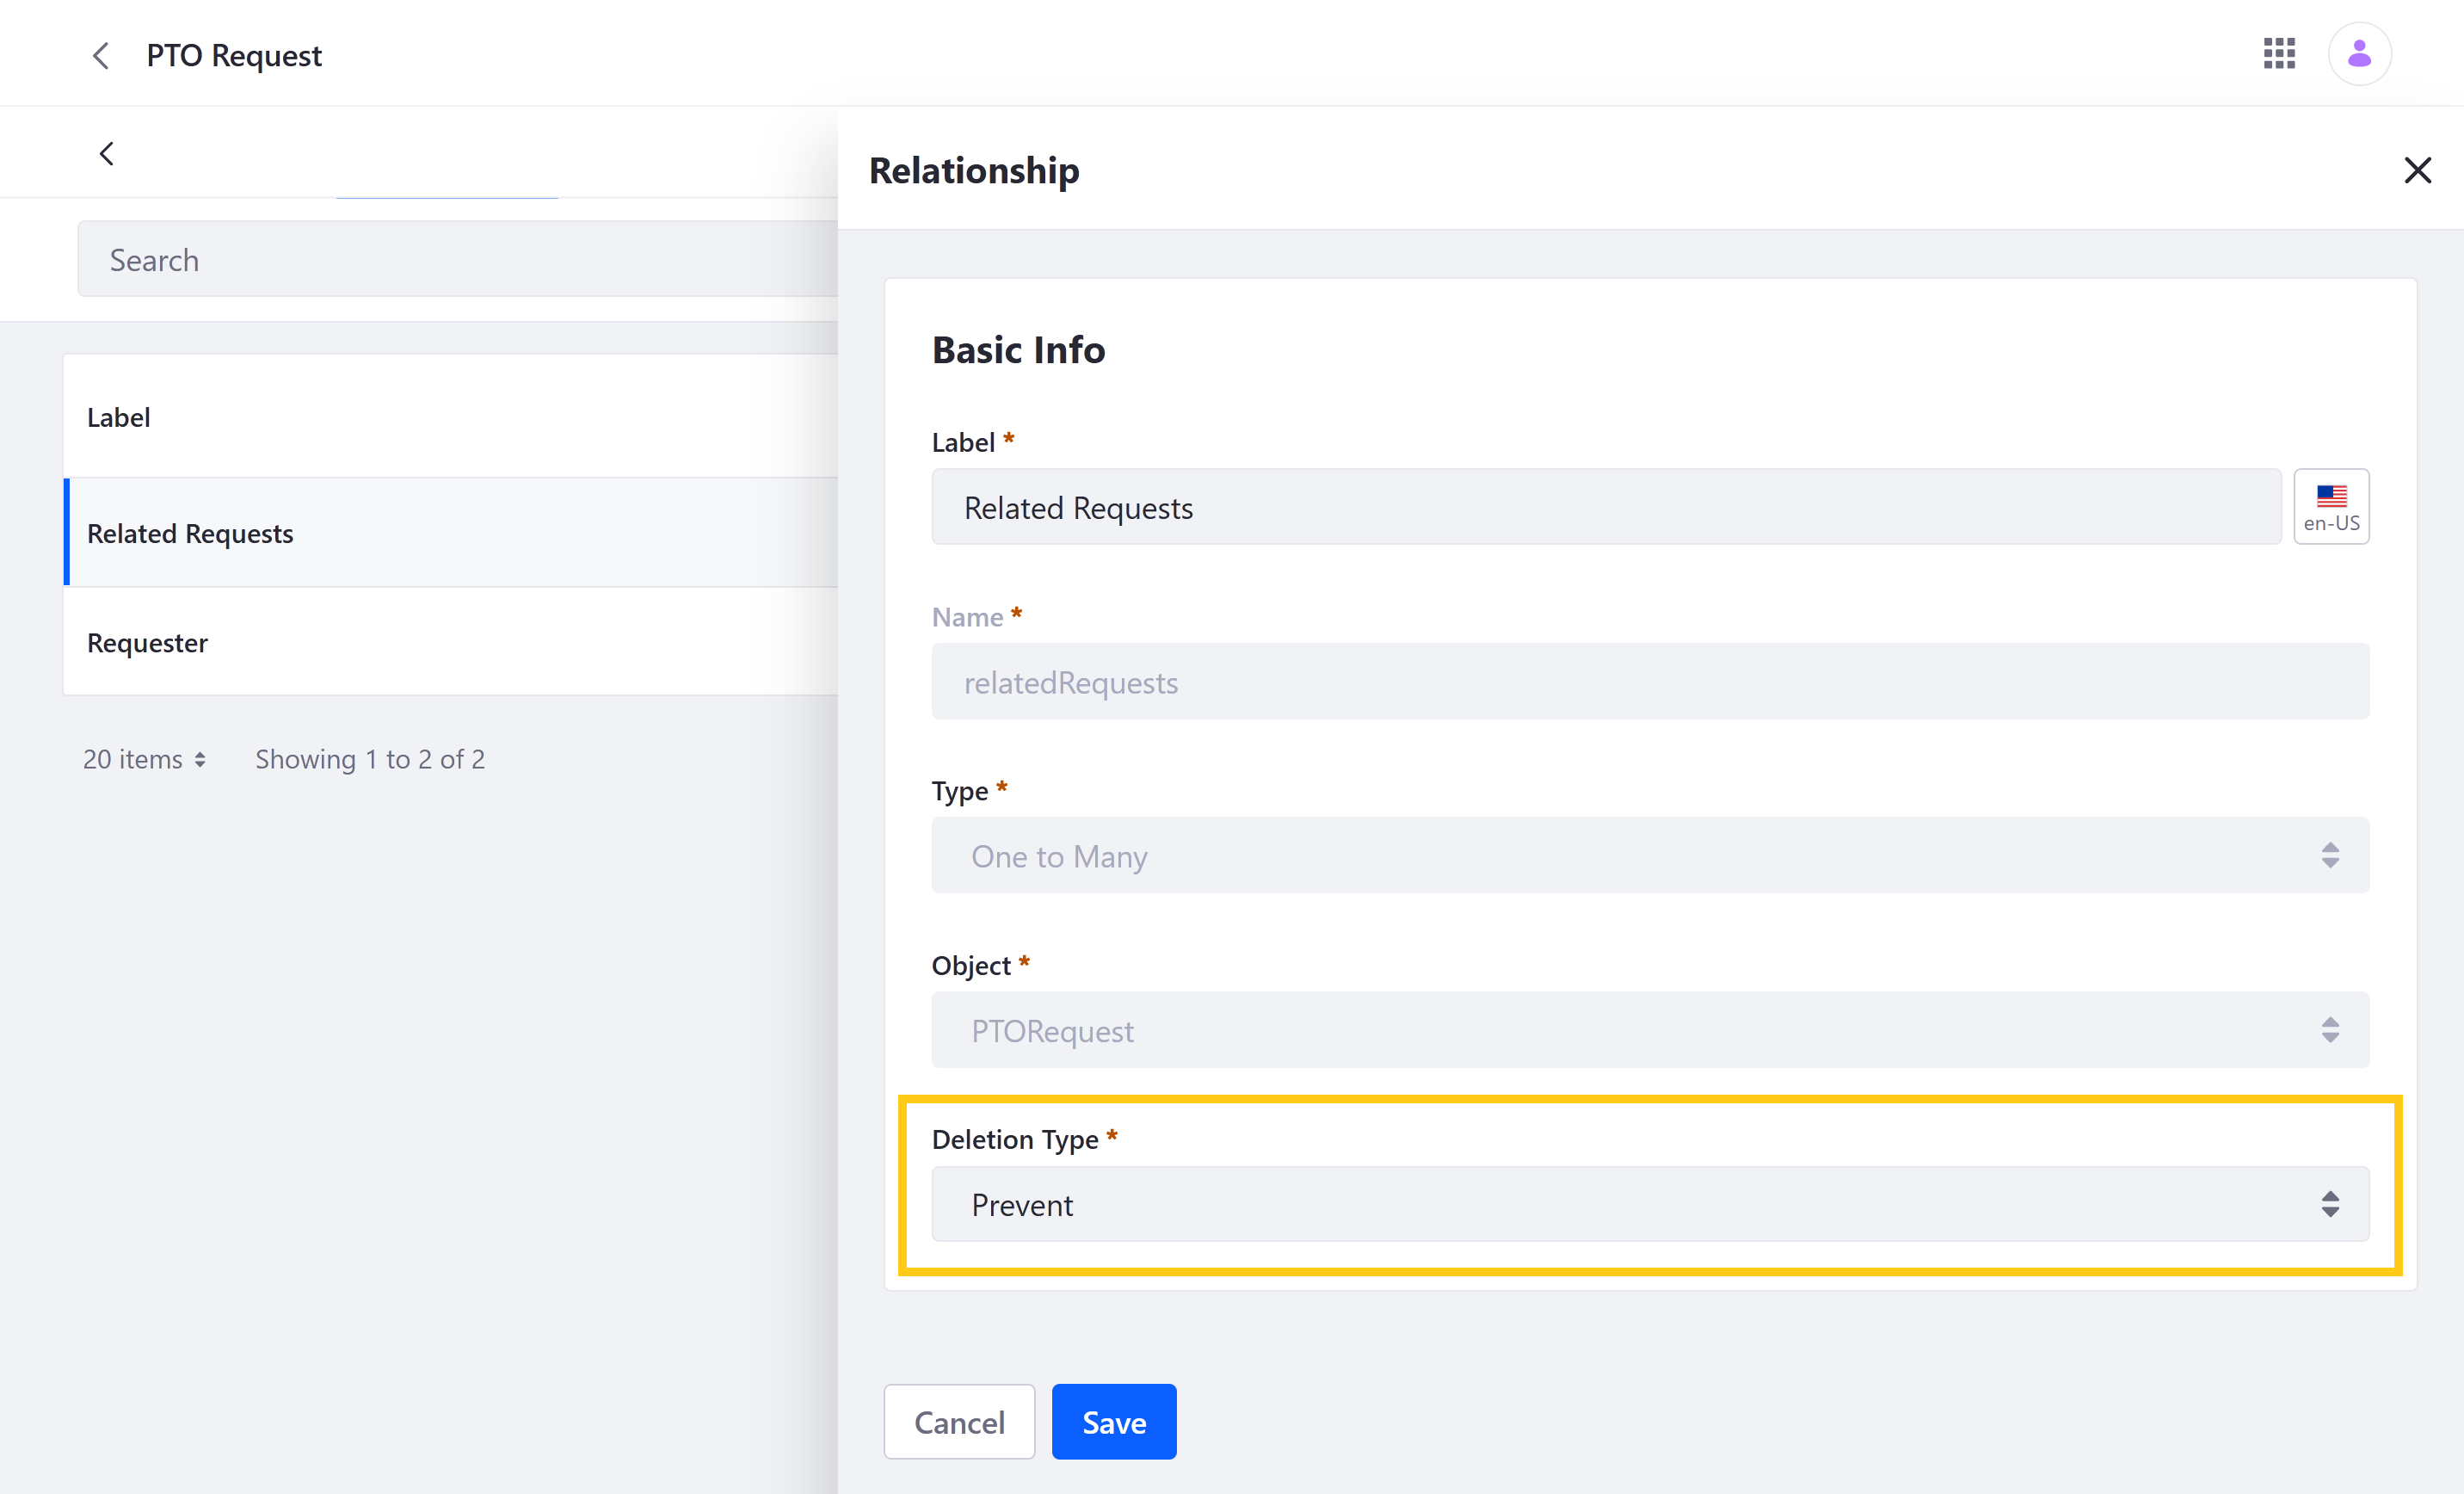 PTO Request
Search
Label
Related Requests
Requester
20 items Showing 1 to 2 of 2
Relationship
Basic Info
Label *
Related Requests
en-US
Name *
relatedRequests
Type *
One to Many
Object *
PTORequest
Deletion Type *
Prevent
Cancel Save